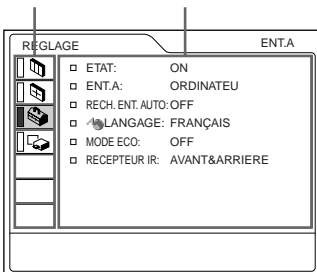 REGLAGE ENT.A
ETAT: ON
ENT.A: ORDINATEU
RECH. ENT. AUTO: OFF
LANGAGE: FRANÇAIS
MODE ECO: OFF
RECEPTEUR IR: AVANT&ARRIERE